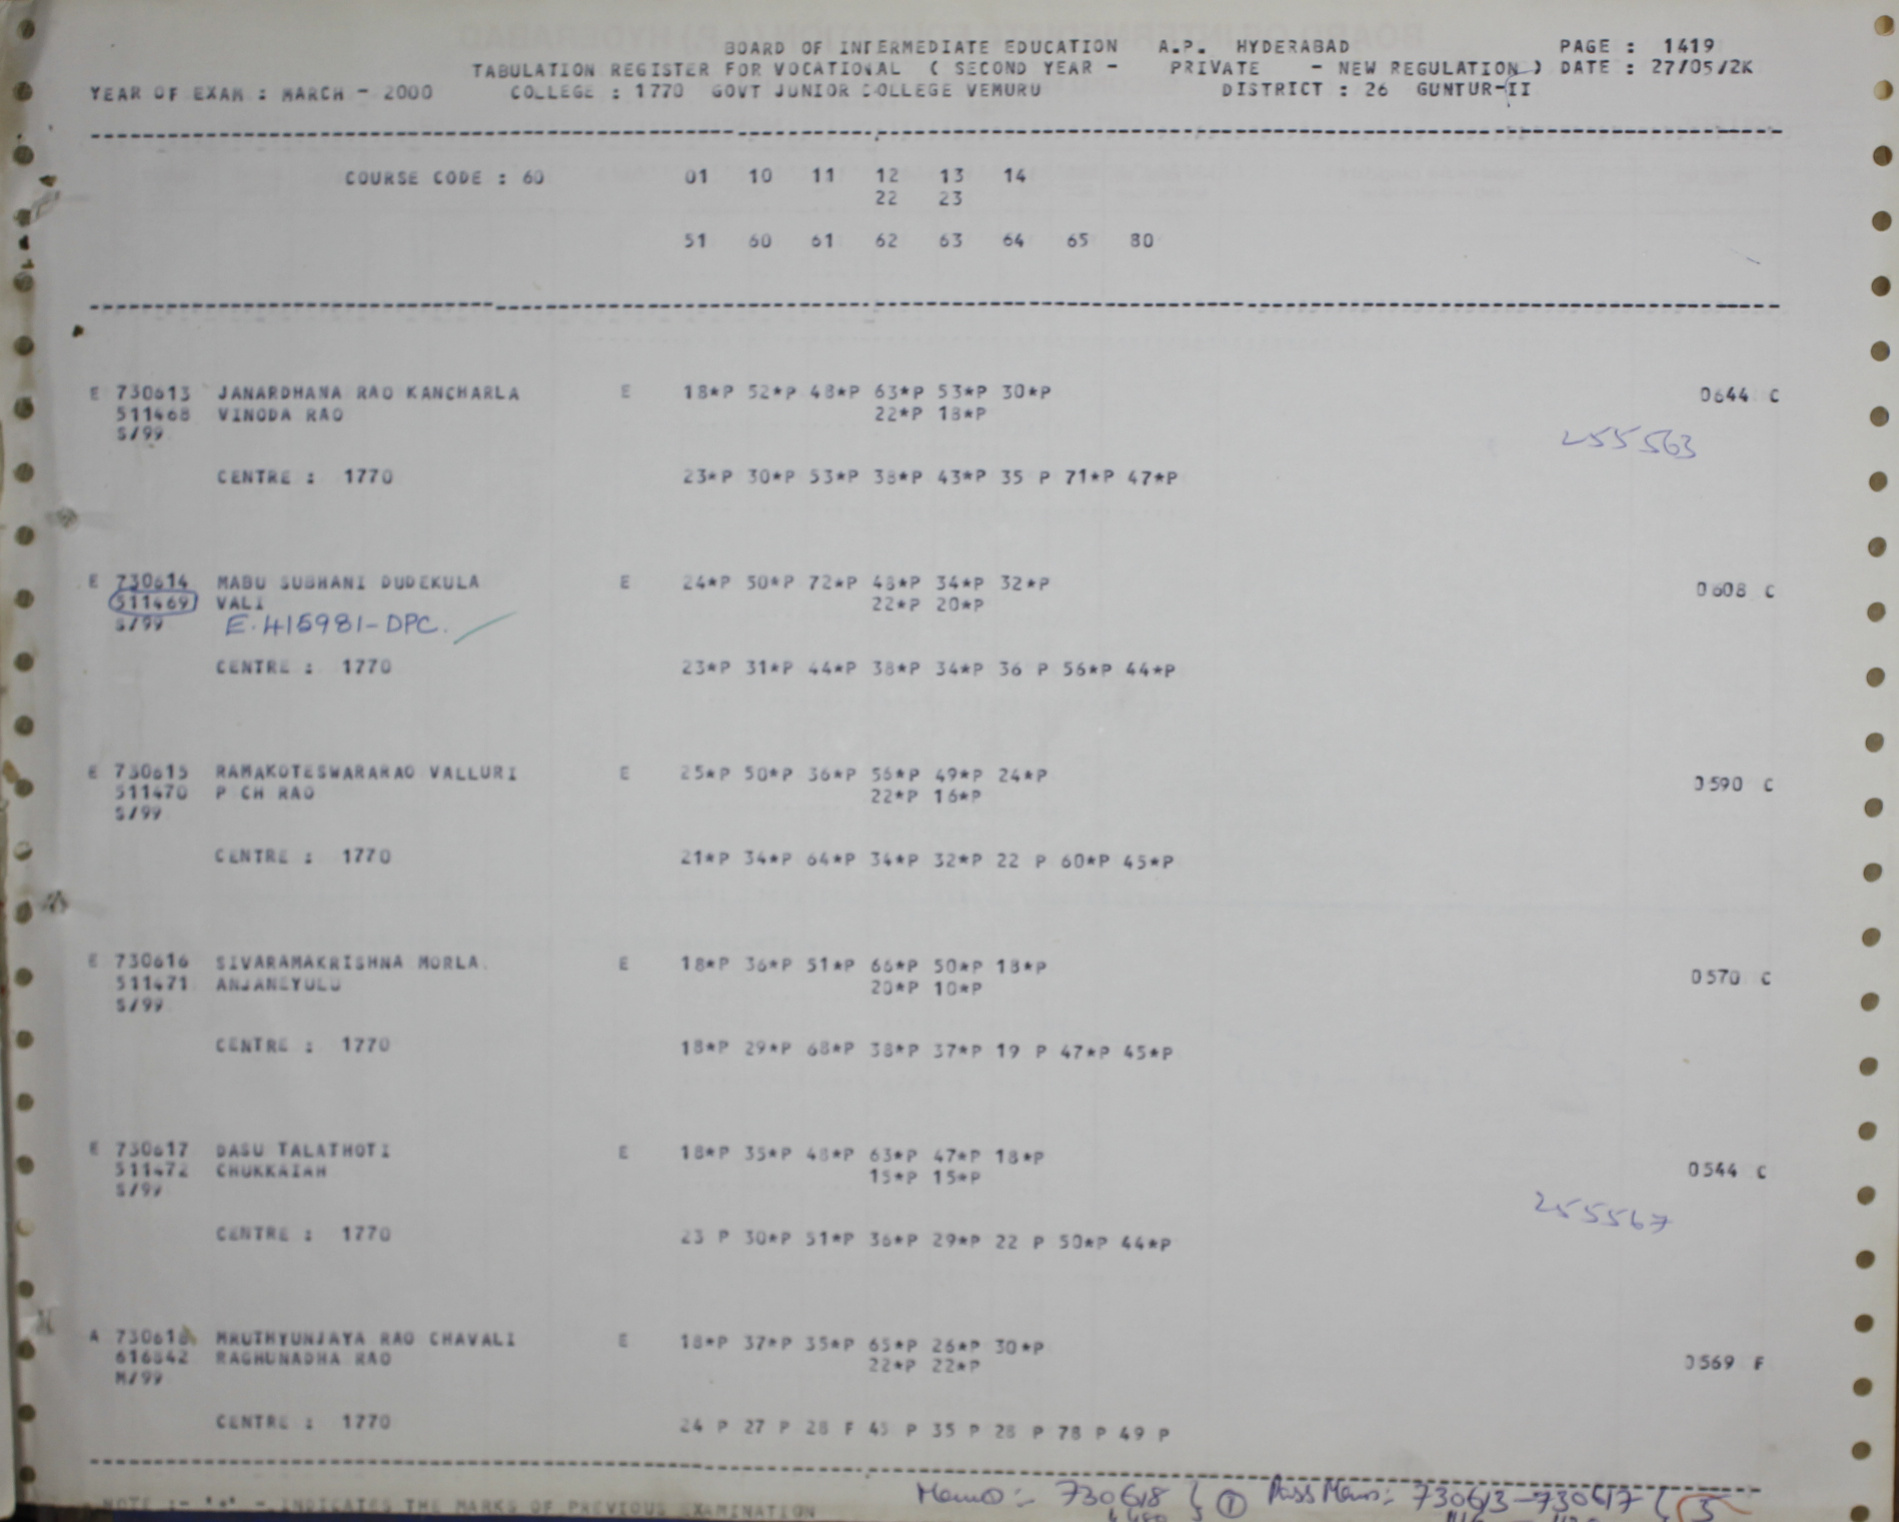 BOARD OF INTERMEDIATE EDUCATION A.P. HYDERABAD PAGE : 1419
TABULATION REGISTER FOR VOCATIONAL ( SECOND YEAR - PRIVATE - NEW REGULATION ) DATE : 27/05/2K
YEAR OF EXAM : MARCH - 2000 COLLEGE : 1770 GOVT JUNIOR COLLEGE VEMURU DISTRICT : 26 GUNTUR-II
COURSE CODE : 60 01 10 11 12 13 14
22 23
51 60 61 62 63 64 65 80
E 730613 JANARDHANA RAO KANCHARLA E 18*P 52*P 48*P 63*P 53*P 30*P 0644 C
511468 VINODA RAO 22*P 18*P
S/99 255563
CENTRE : 1770 23*P 30*P 53*P 38*P 43*P 35 P 71*P 47*P
E 730614 MABU SUBHANI DUDEKULA E 24*P 50*P 72*P 48*P 34*P 32*P 0608 C
511469 VALI 22*P 20*P
S/99 E.415981-DPC.
CENTRE : 1770 23*P 31*P 44*P 38*P 34*P 36 P 56*P 44*P
E 730615 RAMAKOTESWARARAO VALLURI E 25*P 50*P 36*P 56*P 49*P 24*P 0590 C
511470 P CH RAO 22*P 16*P
S/99
CENTRE : 1770 21*P 34*P 64*P 34*P 32*P 22 P 60*P 45*P
E 730616 SIVARAMAKRISHNA MORLA E 18*P 36*P 51*P 66*P 50*P 18*P 0570 C
511471 ANJANEYULU 20*P 10*P
S/99
CENTRE : 1770 18*P 29*P 68*P 38*P 37*P 19 P 47*P 45*P
E 730617 DASU TALATHOTI E 18*P 35*P 48*P 63*P 47*P 18*P 0544 C
511472 CHUKKAIAH 15*P 15*P
S/99 255567
CENTRE : 1770 23 P 30*P 51*P 36*P 29*P 22 P 50*P 44*P
A 730618 MRUTHYUNJAYA RAO CHAVALI E 18*P 37*P 35*P 65*P 26*P 30*P 0569 F
616842 RAGHUNADHA RAO 22*P 22*P
M/99
CENTRE : 1770 24 P 27 P 28 F 45 P 35 P 28 P 78 P 49 P
NOTE :- '*' - INDICATES THE MARKS OF PREVIOUS EXAMINATION
Memo :- 730618 } 1 Pass Memo :- 730613-730617 { 5